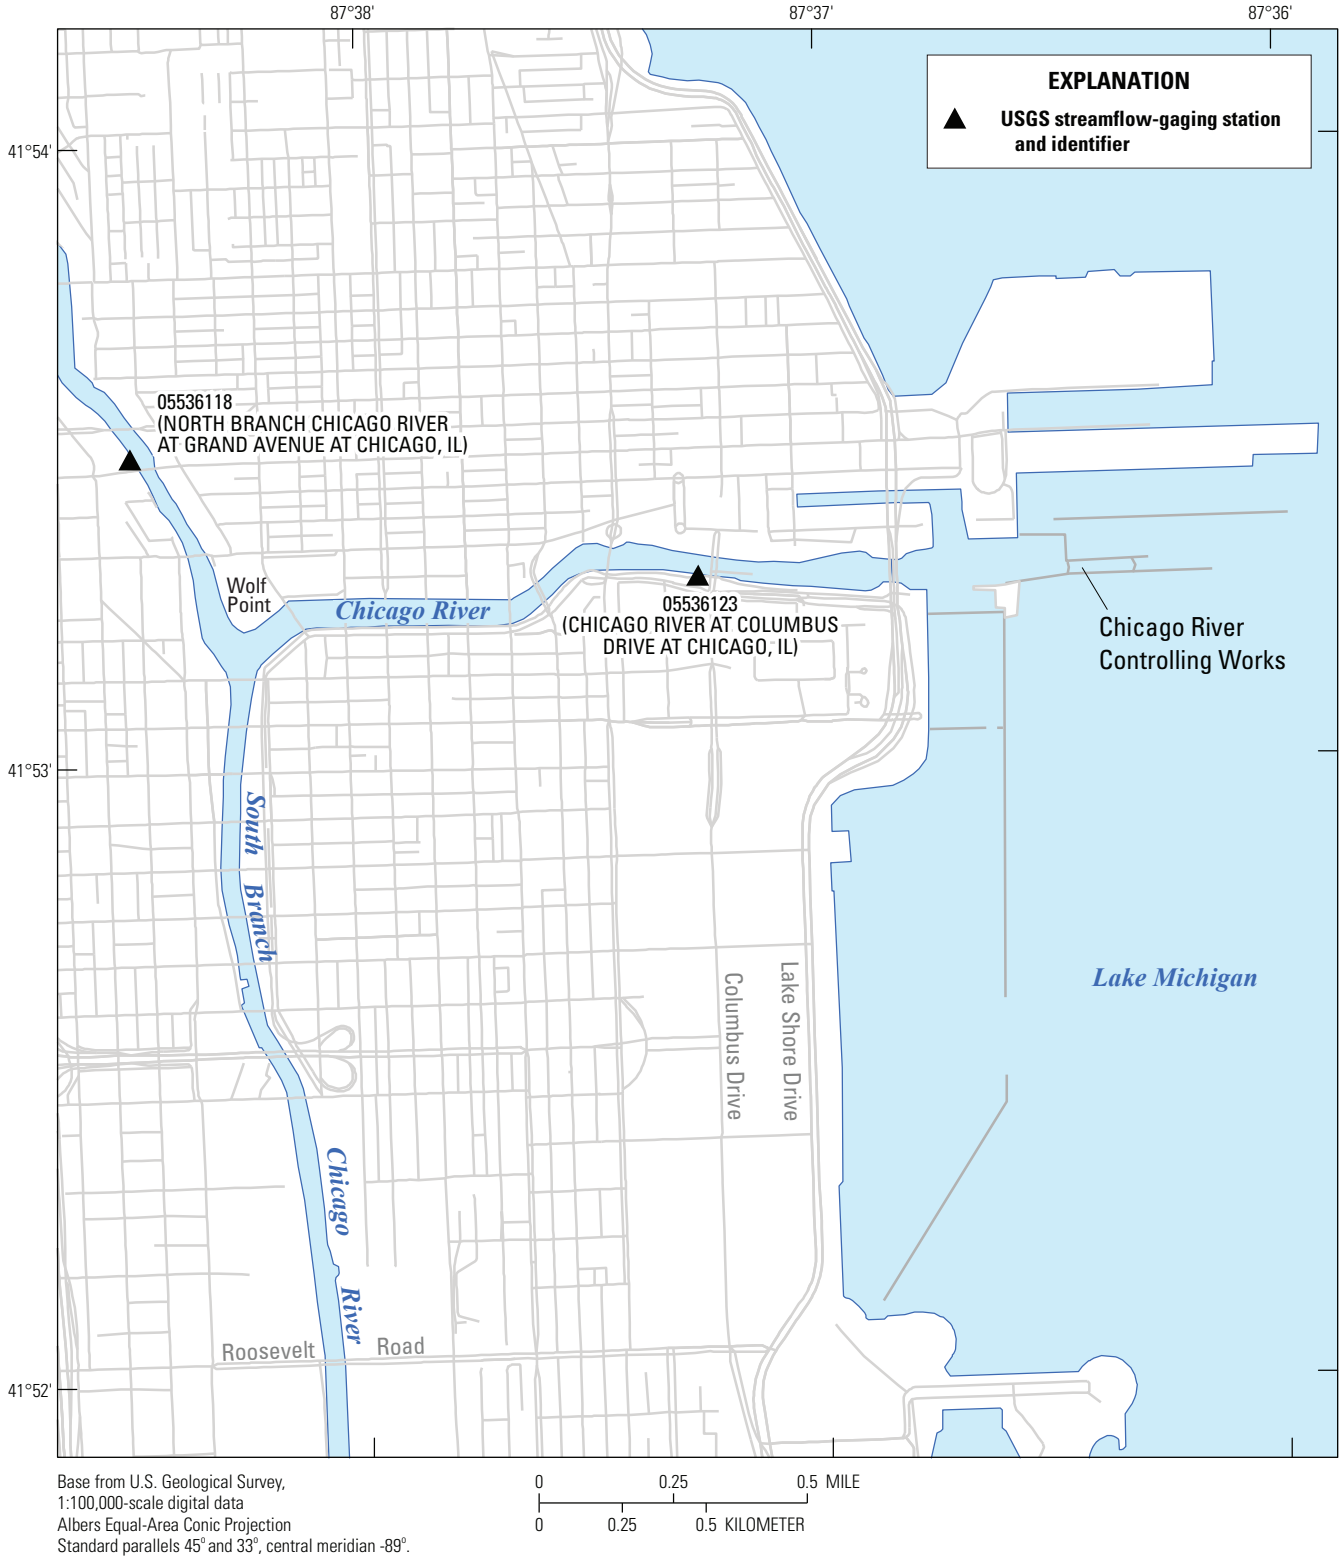 87°38'
87°37'
87°36'
EXPLANATION
USGS streamflow-gaging station
and identifier
41°54'
05536118
(NORTH BRANCH CHICAGO RIVER
AT GRAND AVENUE AT CHICAGO, IL)
Wolf
Point
Chicago River
05536123
(CHICAGO RIVER AT COLUMBUS
DRIVE AT CHICAGO, IL)
Chicago River
Controlling Works
41°53'
South Branch
Lake Michigan
Columbus Drive
Lake Shore Drive
Chicago River
Roosevelt Road
41°52'
Base from U.S. Geological Survey,
1:100,000-scale digital data
Albers Equal-Area Conic Projection
Standard parallels 45° and 33°, central meridian -89°.
0 0.25 0.5 MILE
0 0.25 0.5 KILOMETER